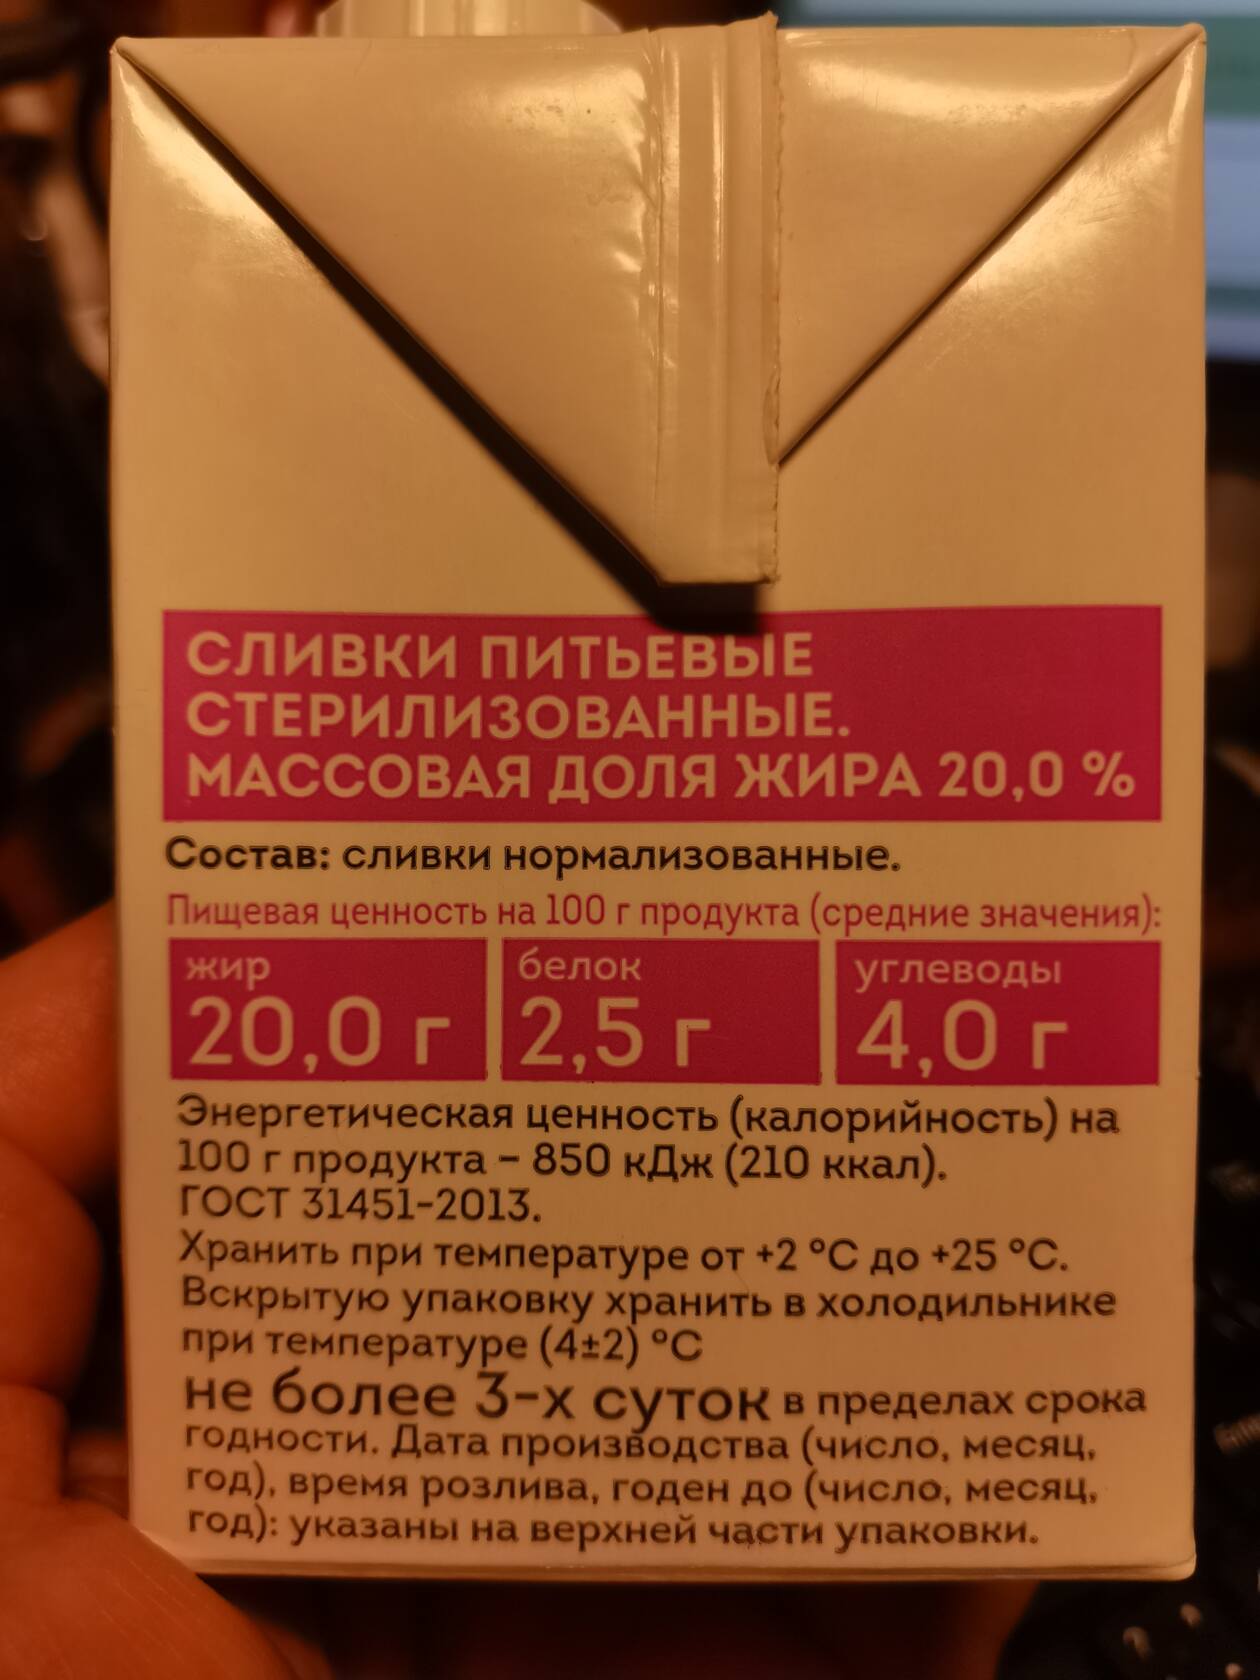 СЛИВКИ ПИТЬЕВЫЕ
СТЕРИЛИЗОВАННЫЕ.
МАССОВАЯ ДОЛЯ ЖИРА 20,0 %
Состав: сливки нормализованные.
Пищевая ценность на 100 г продукта (средние значения):
жир белок углеводы
20,0 г 2,5 г 4,0 г
Энергетическая ценность (калорийность) на
100 г продукта – 850 кДж (210 ккал).
ГОСТ 31451-2013.
Хранить при температуре от +2 °С до +25 °С.
Вскрытую упаковку хранить в холодильнике
при температуре (4±2) °С
не более 3-х суток в пределах срока
годности. Дата производства (число, месяц,
год), время розлива, годен до (число, месяц,
год): указаны на верхней части упаковки.